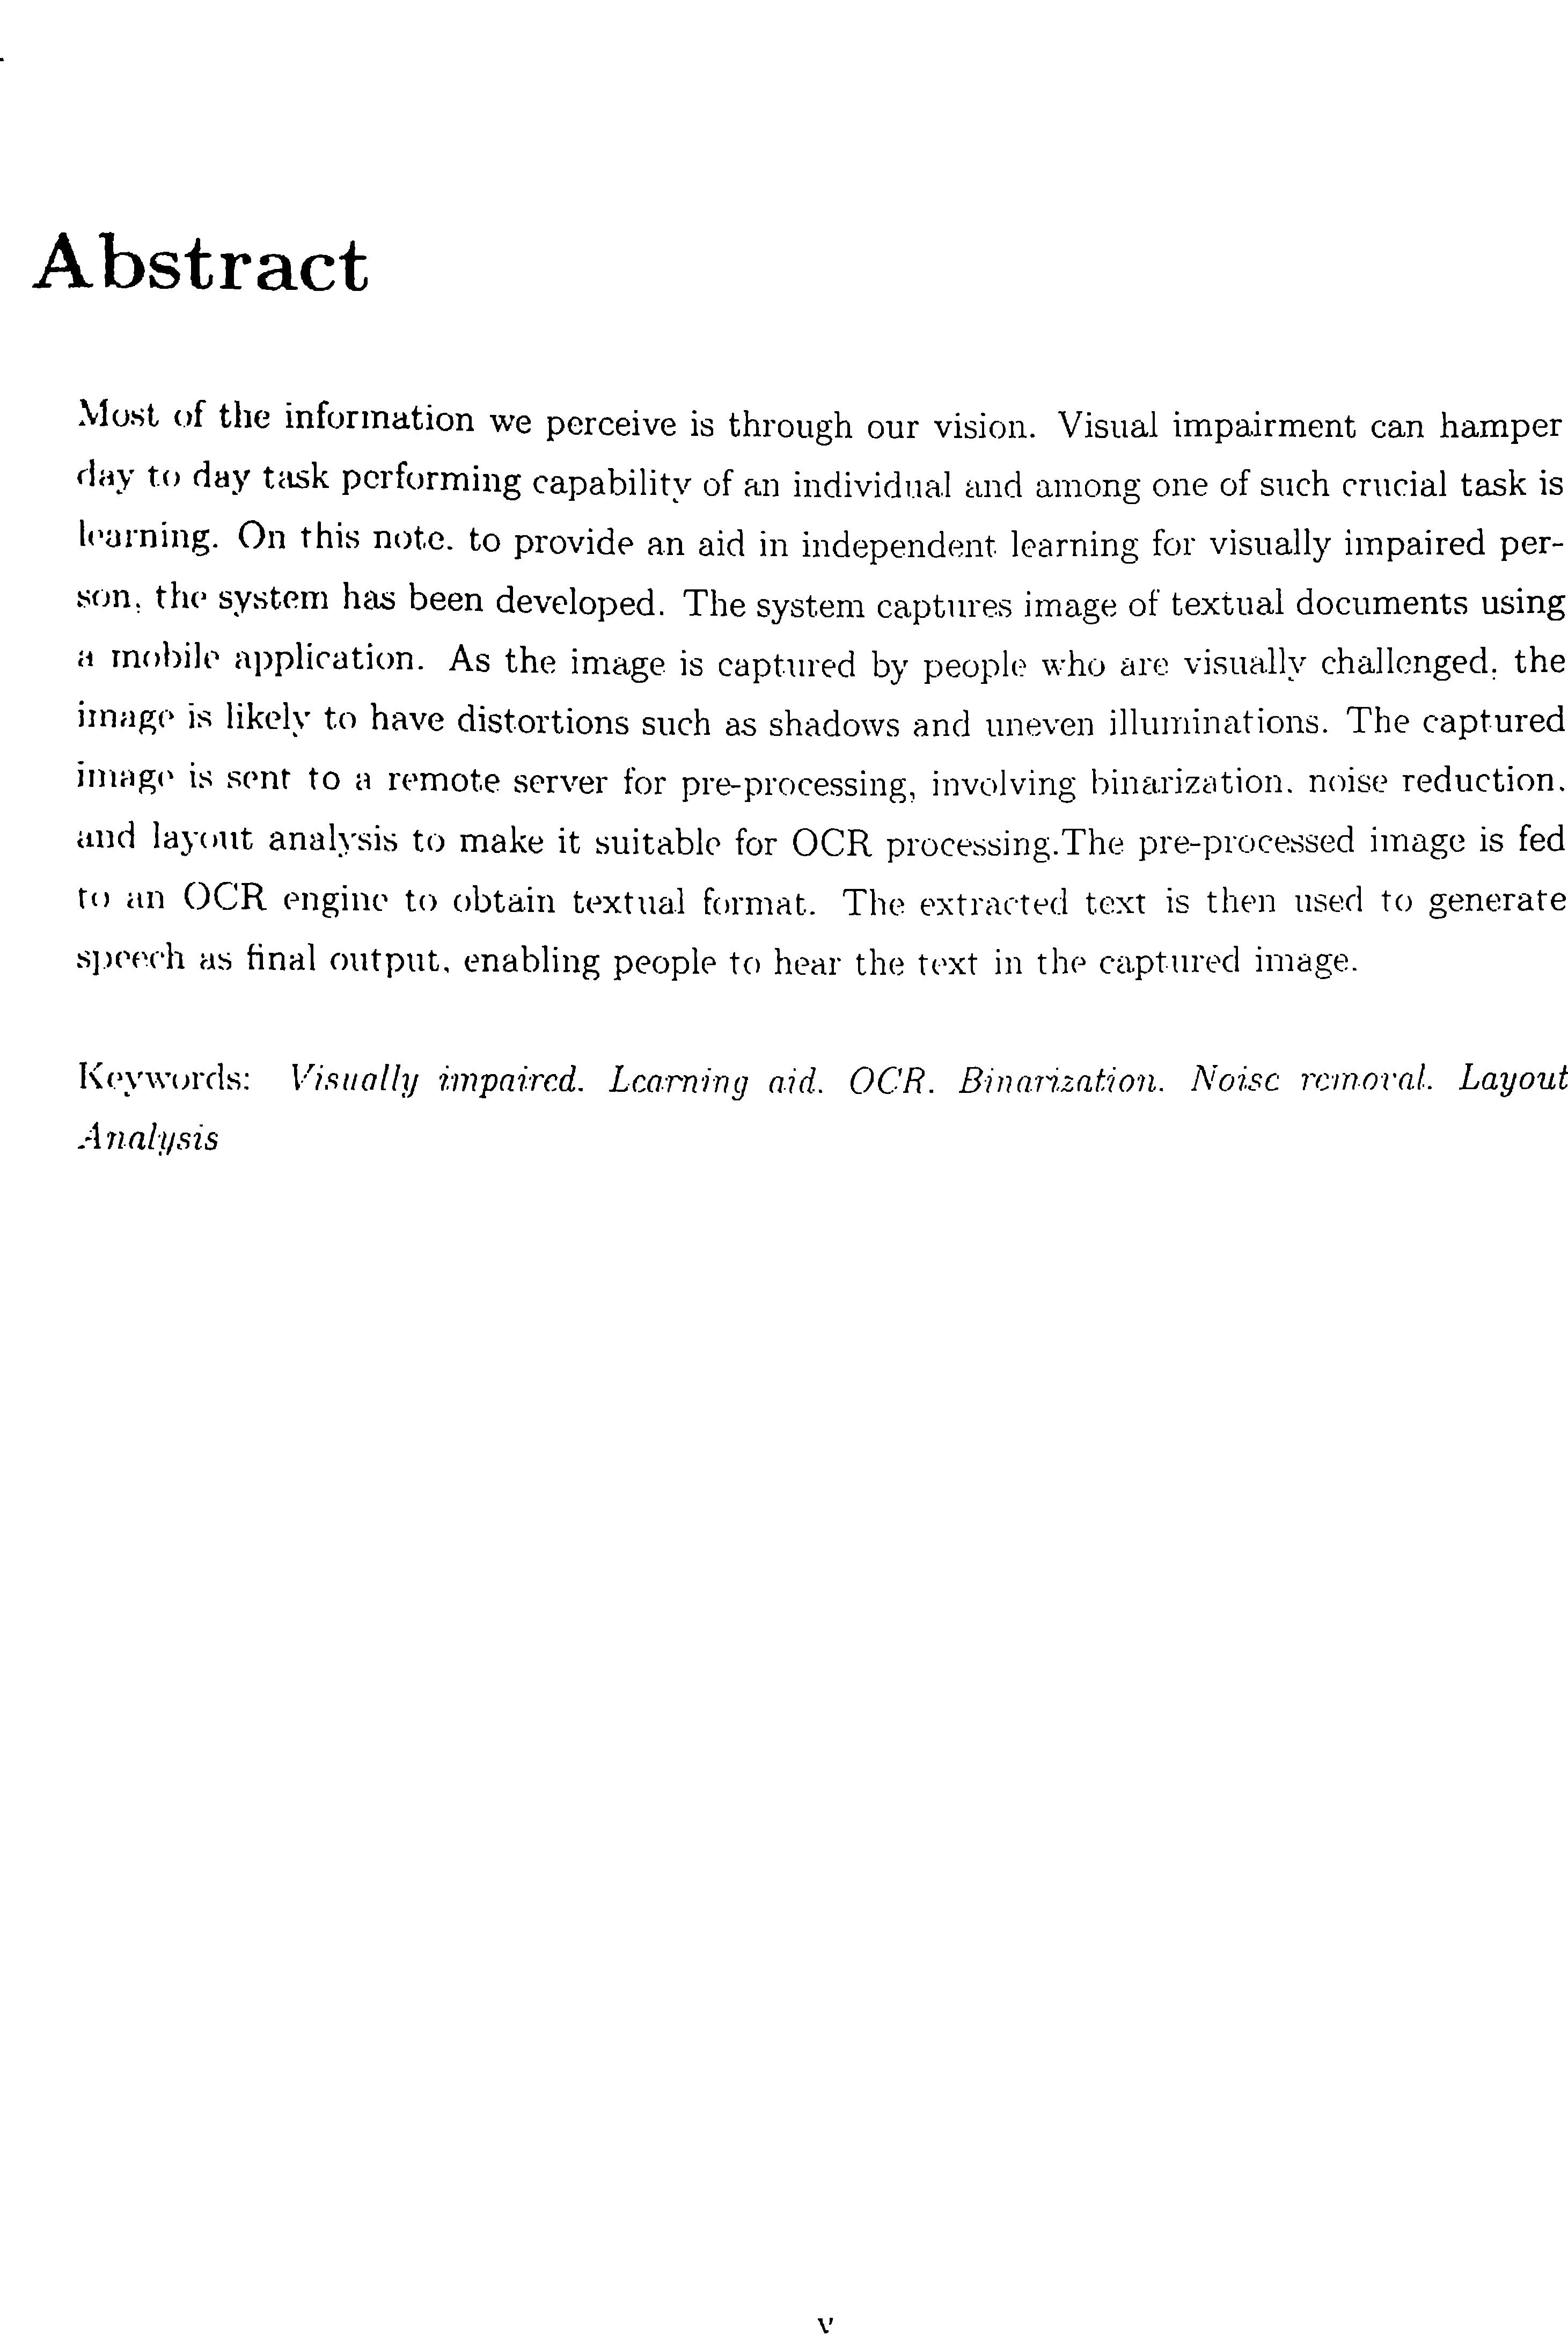 Abstract
Most of the information we perceive is through our vision. Visual impairment can hamper
day to day task performing capability of an individual and among one of such crucial task is
learning. On this note, to provide an aid in independent learning for visually impaired per-
son, the system has been developed. The system captures image of textual documents using
a mobile application. As the image is captured by people who are visually challenged, the
image is likely to have distortions such as shadows and uneven illuminations. The captured
image is sent to a remote server for pre-processing, involving binarization, noise reduction,
and layout analysis to make it suitable for OCR processing.The pre-processed image is fed
to an OCR engine to obtain textual format. The extracted text is then used to generate
speech as final output, enabling people to hear the text in the captured image.
Keywords: Visually impaired, Learning aid, OCR, Binarization, Noise removal, Layout
Analysis
v